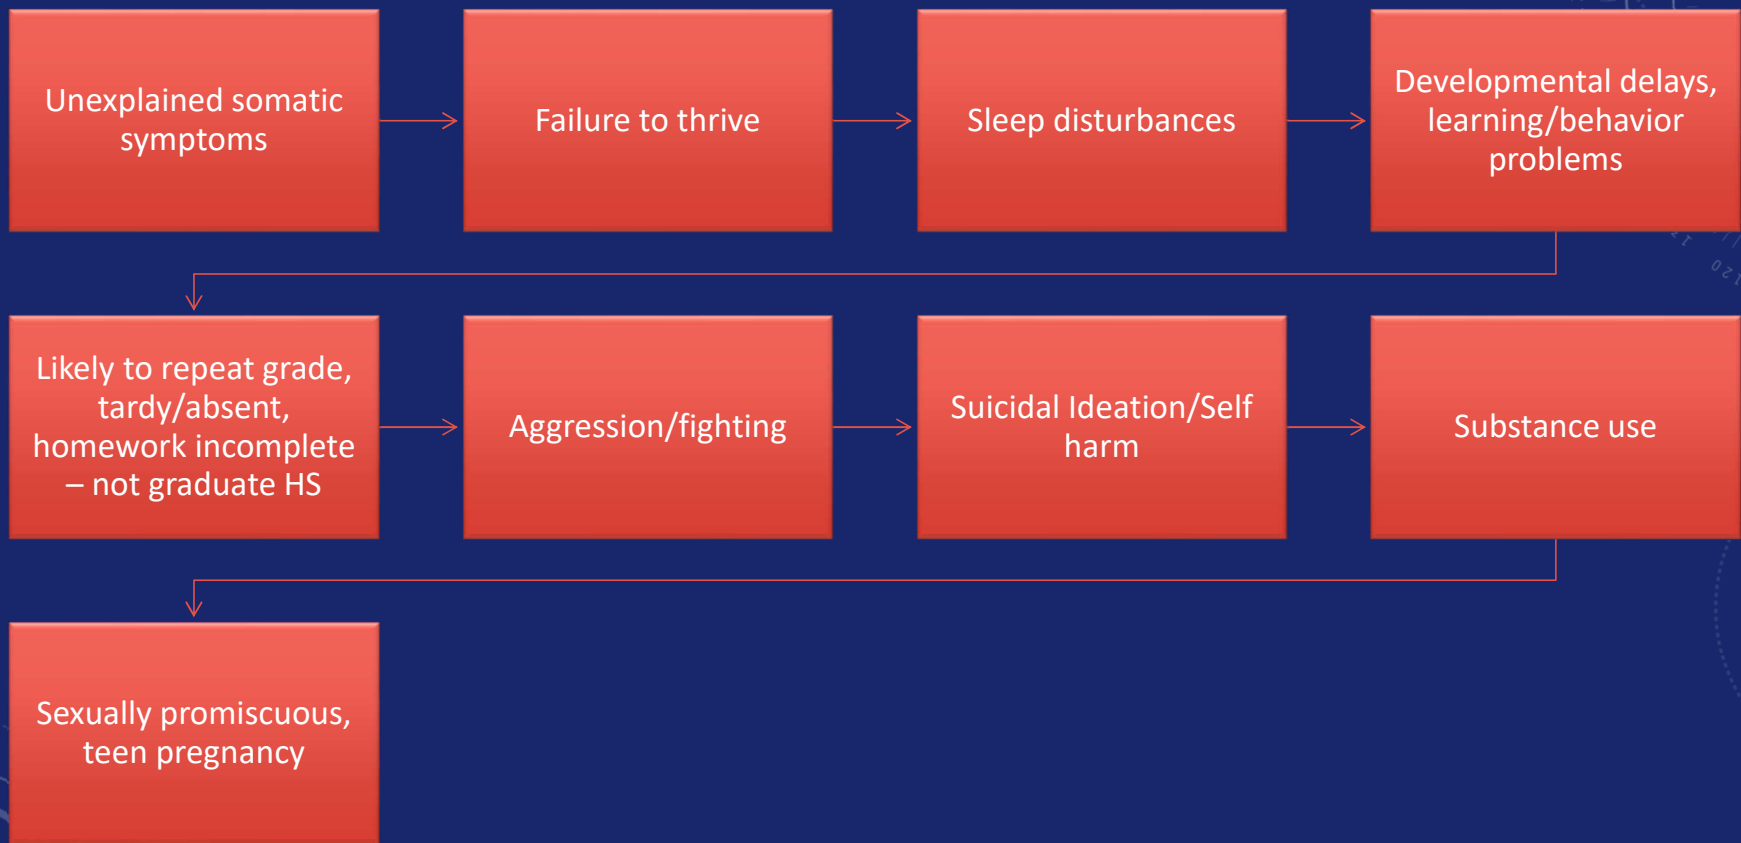 Unexplained somatic
symptoms
Failure to thrive
Sleep disturbances
Developmental delays,
learning/behavior
problems
Likely to repeat grade,
tardy/absent,
homework incomplete
– not graduate HS
Aggression/fighting
Suicidal Ideation/Self
harm
Substance use
Sexually promiscuous,
teen pregnancy